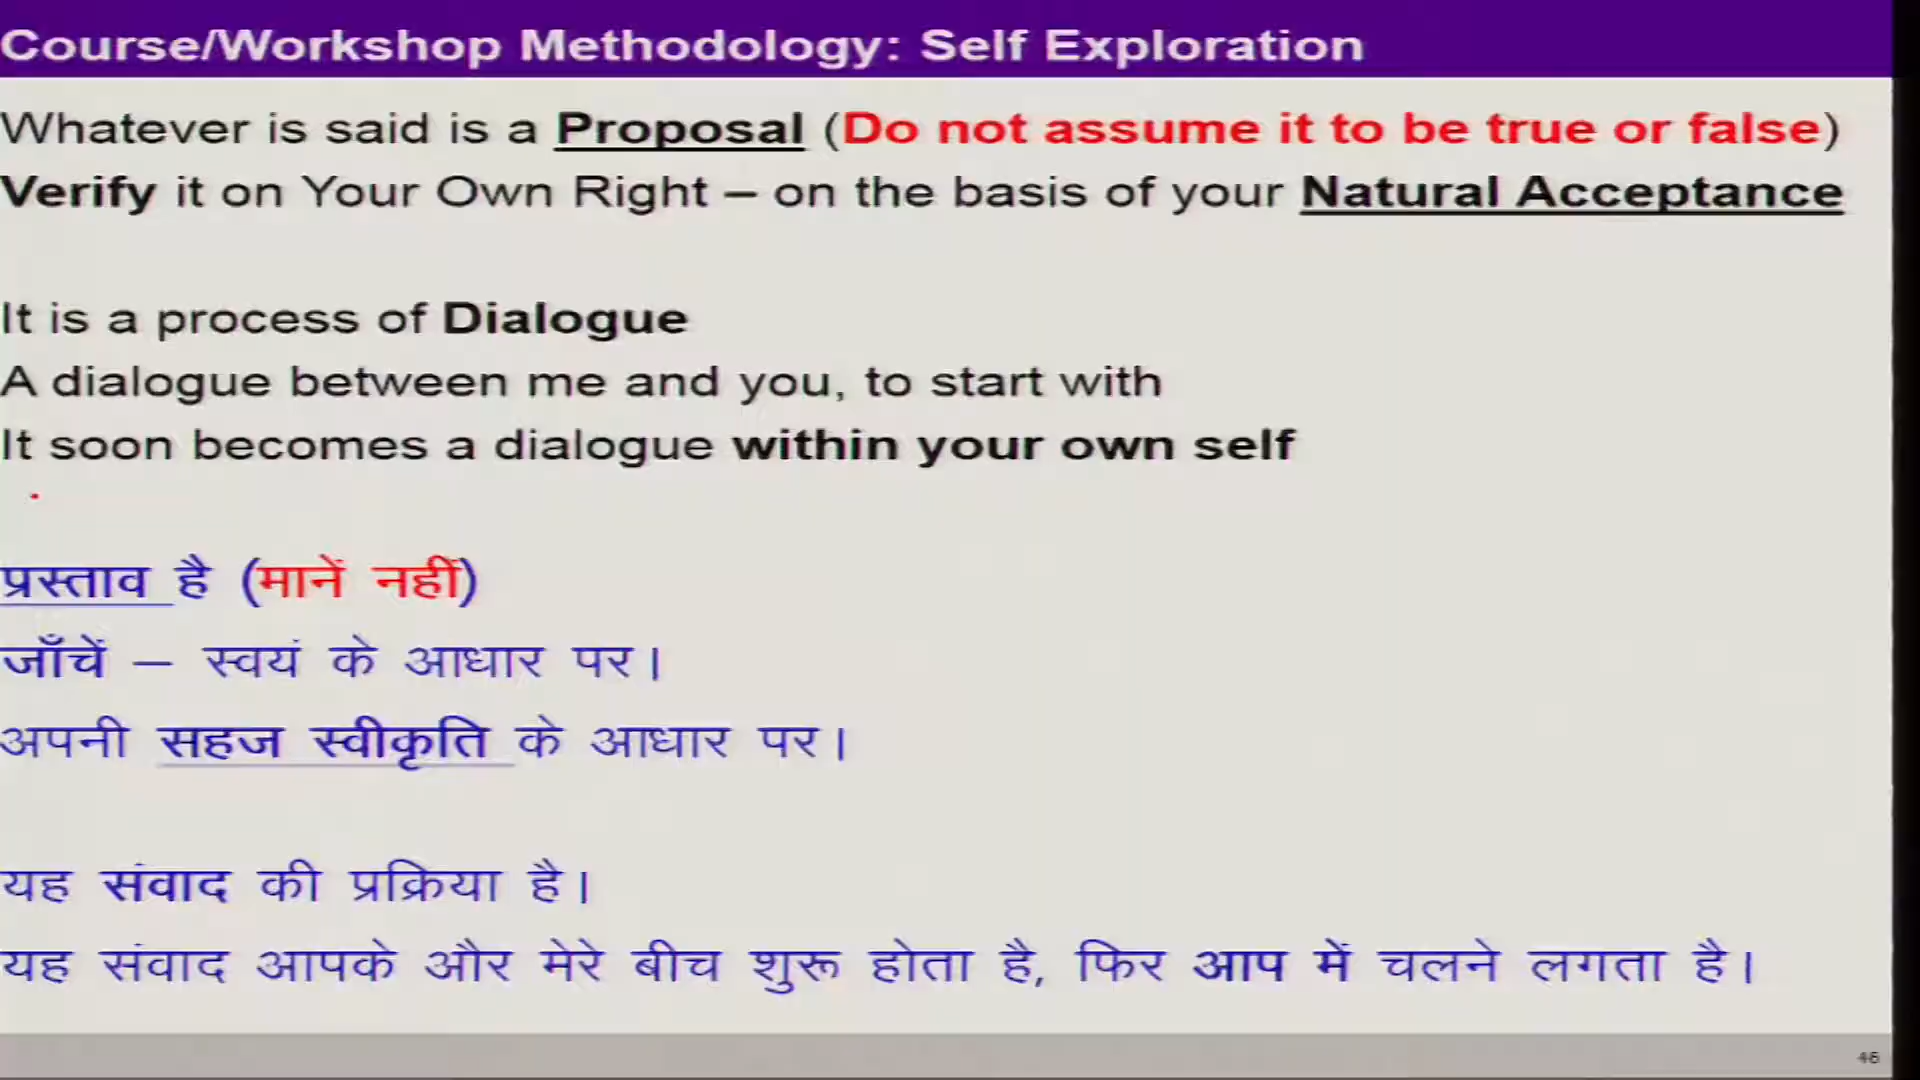 Course/Workshop Methodology: Self Exploration
Whatever is said is a Proposal (Do not assume it to be true or false)
Verify it on Your Own Right – on the basis of your Natural Acceptance
It is a process of Dialogue
A dialogue between me and you, to start with
It soon becomes a dialogue within your own self
प्रस्ताव है (मानें नहीं)
जाँचें – स्वयं के आधार पर।
अपनी सहज स्वीकृति के आधार पर।
यह संवाद की प्रक्रिया है।
यह संवाद आपके और मेरे बीच शुरू होता है, फिर आप में चलने लगता है।
46